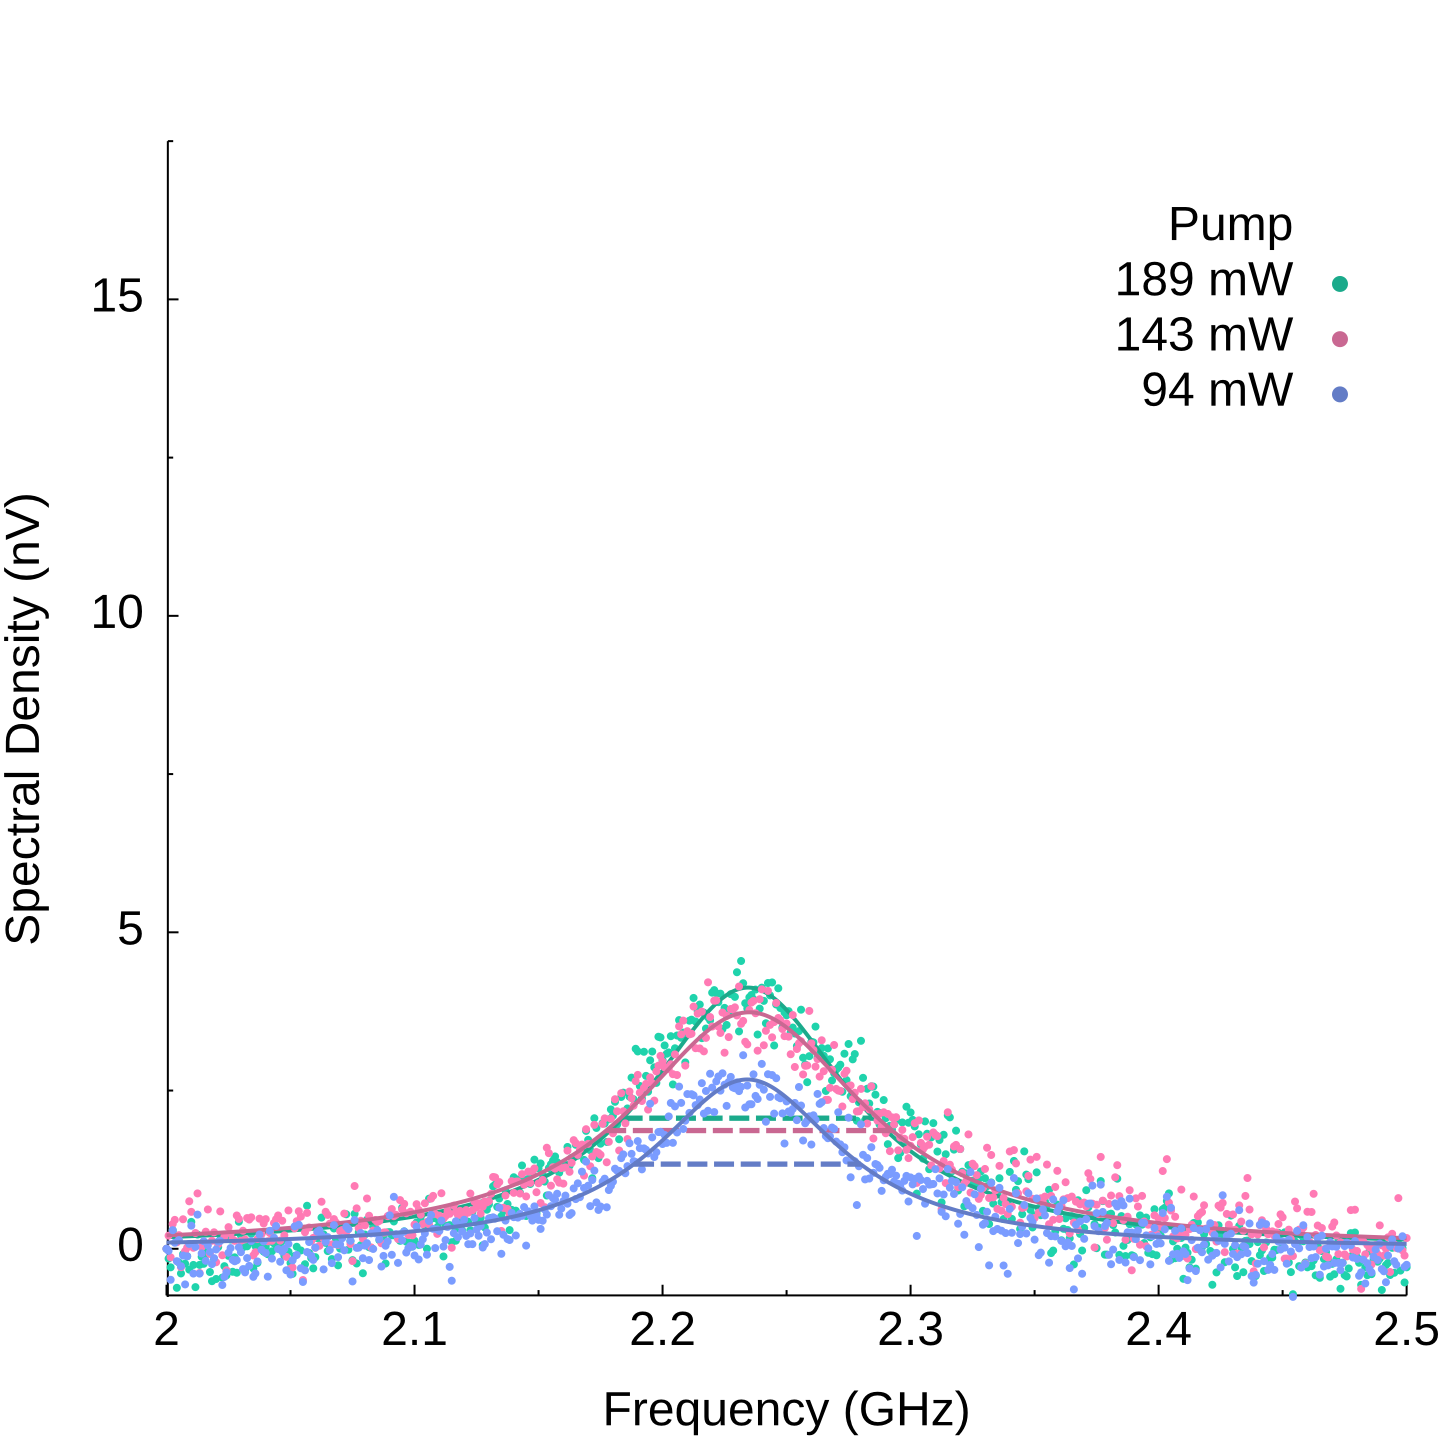 Pump
189 mW
143 mW
94 mW
15
10
5
0
Spectral Density (nV)
2 2.1 2.2 2.3 2.4 2.5
Frequency (GHz)